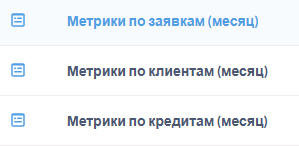 Метрики по заявкам (месяц)
Метрики по клиентам (месяц)
Метрики по кредитам (месяц)